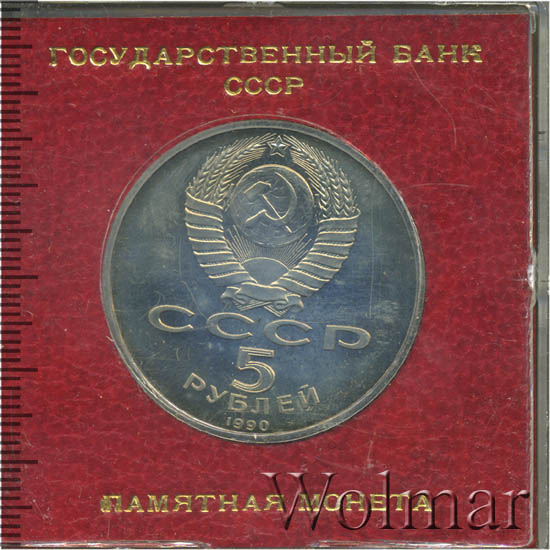 ГОСУДАРСТВЕННЫЙ БАНК
СССР
СССР
5
РУБЛЕЙ
1990
ПАМЯТНАЯ МОНЕТА
Wolmar